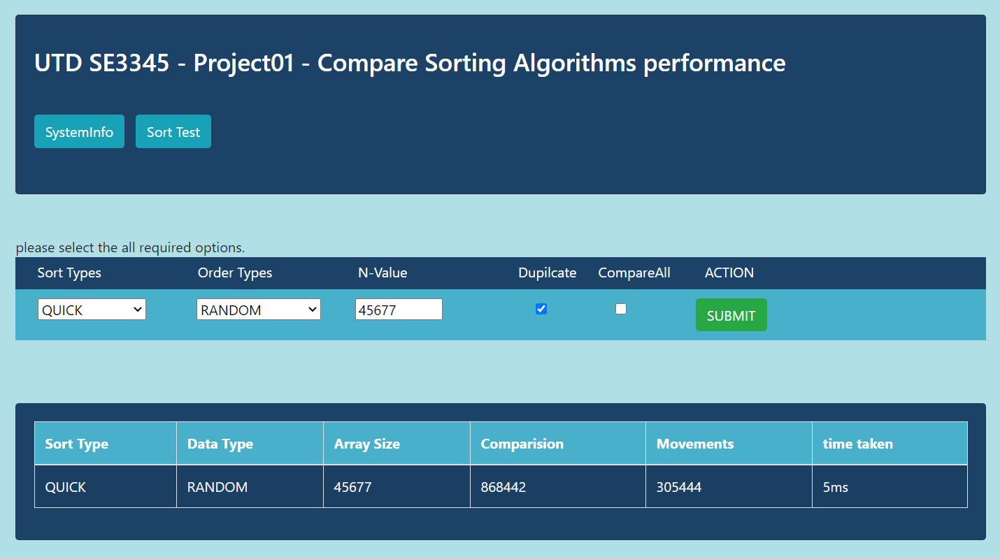 UTD SE3345 - Project01 - Compare Sorting Algorithms performance
SystemInfo Sort Test
please select the all required options.
Sort Types Order Types N-Value Dupilcate CompareAll ACTION
QUICK RANDOM 45677 SUBMIT
Sort Type Data Type Array Size Comparision Movements time taken
QUICK RANDOM 45677 868442 305444 5ms